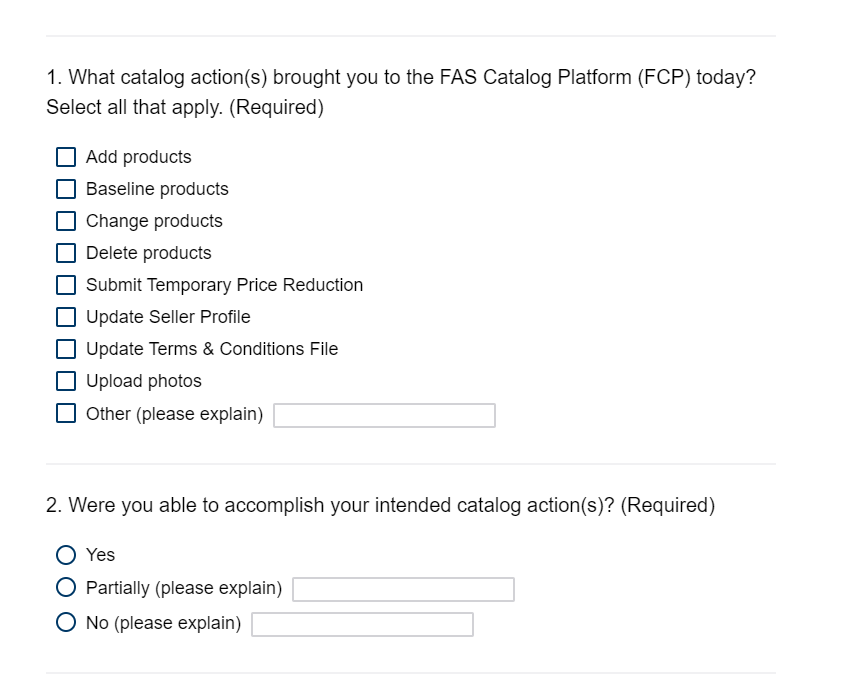 1. What catalog action(s) brought you to the FAS Catalog Platform (FCP) today?
Select all that apply. (Required)
Add products
Baseline products
Change products
Delete products
Submit Temporary Price Reduction
Update Seller Profile
Update Terms & Conditions File
Upload photos
Other (please explain)
2. Were you able to accomplish your intended catalog action(s)? (Required)
Yes
Partially (please explain)
No (please explain)